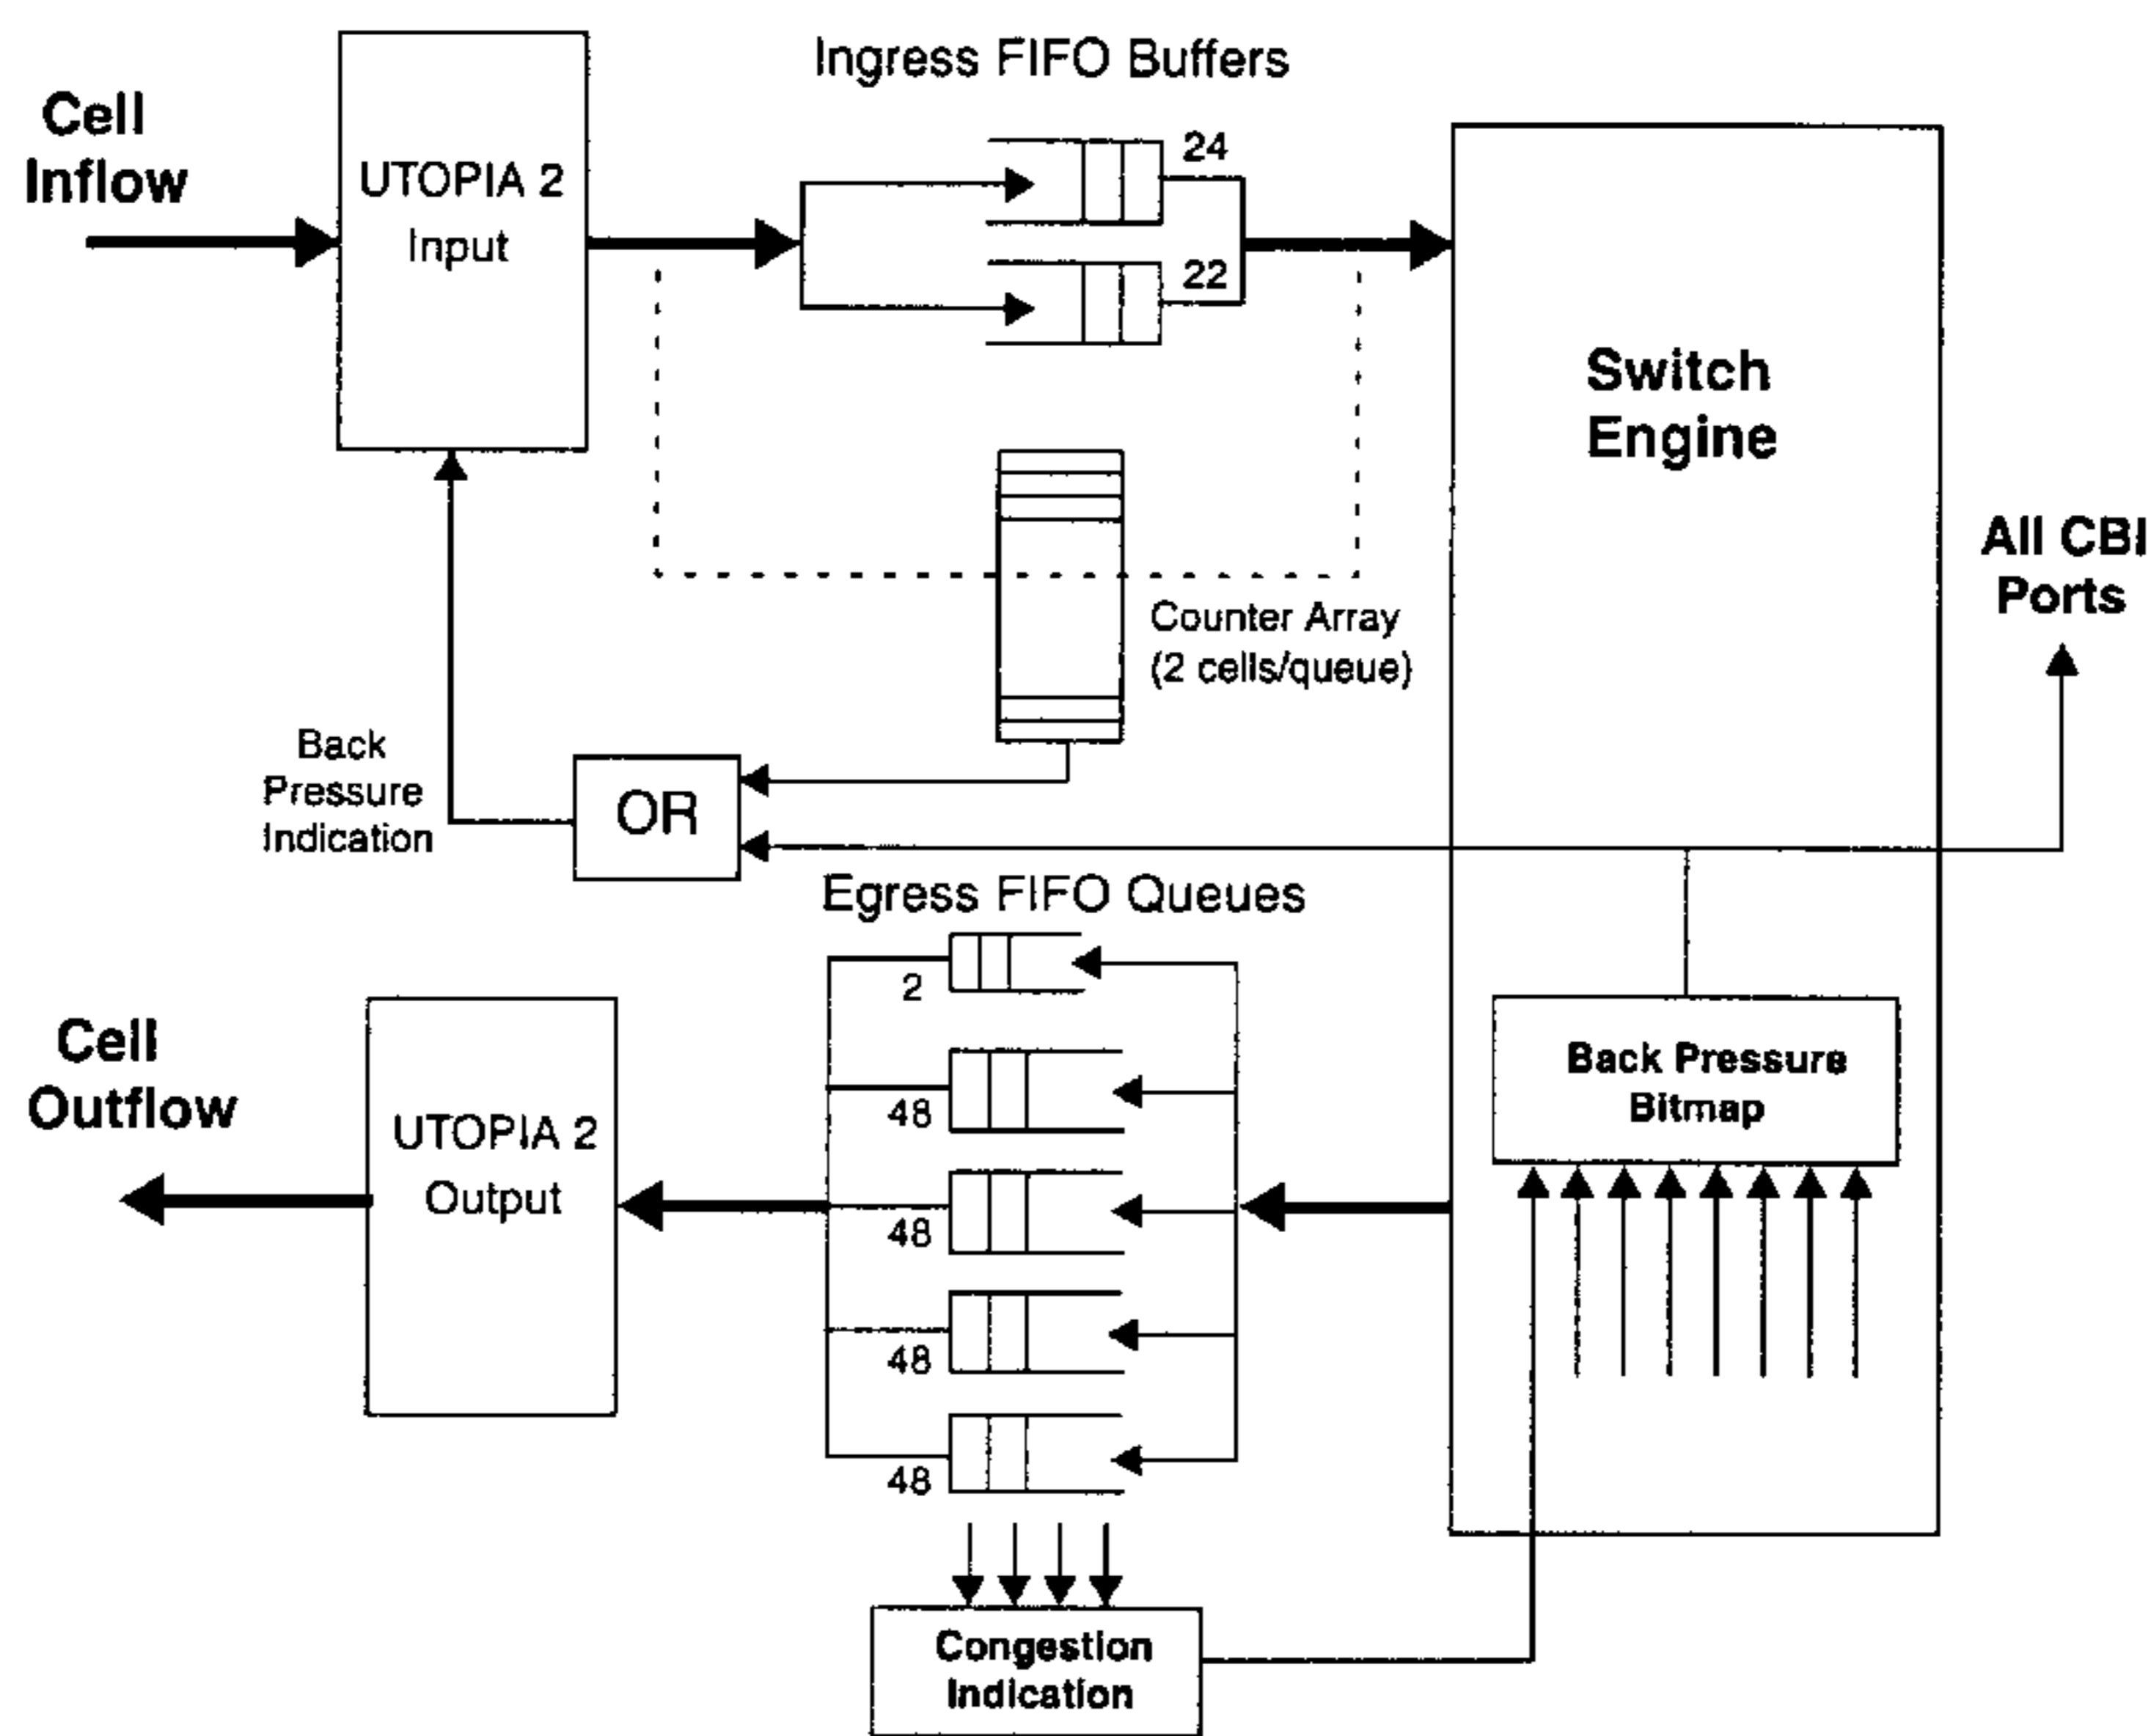 Ingress FIFO Buffers
Cell
Inflow
UTOPIA 2
Input
24
22
Switch
Engine
All CBI
Ports
Counter Array
(2 cells/queue)
Back
Pressure
Indication
OR
Egress FIFO Queues
2
48
48
48
48
Cell
Outflow
UTOPIA 2
Output
Back Pressure
Bitmap
Congestion
Indication